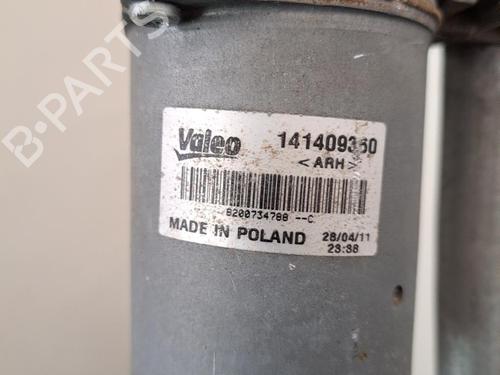 B-PARTS
Valeo
141409360
< ARH >
8200734788 --C
MADE IN POLAND
28/04/11
23:38